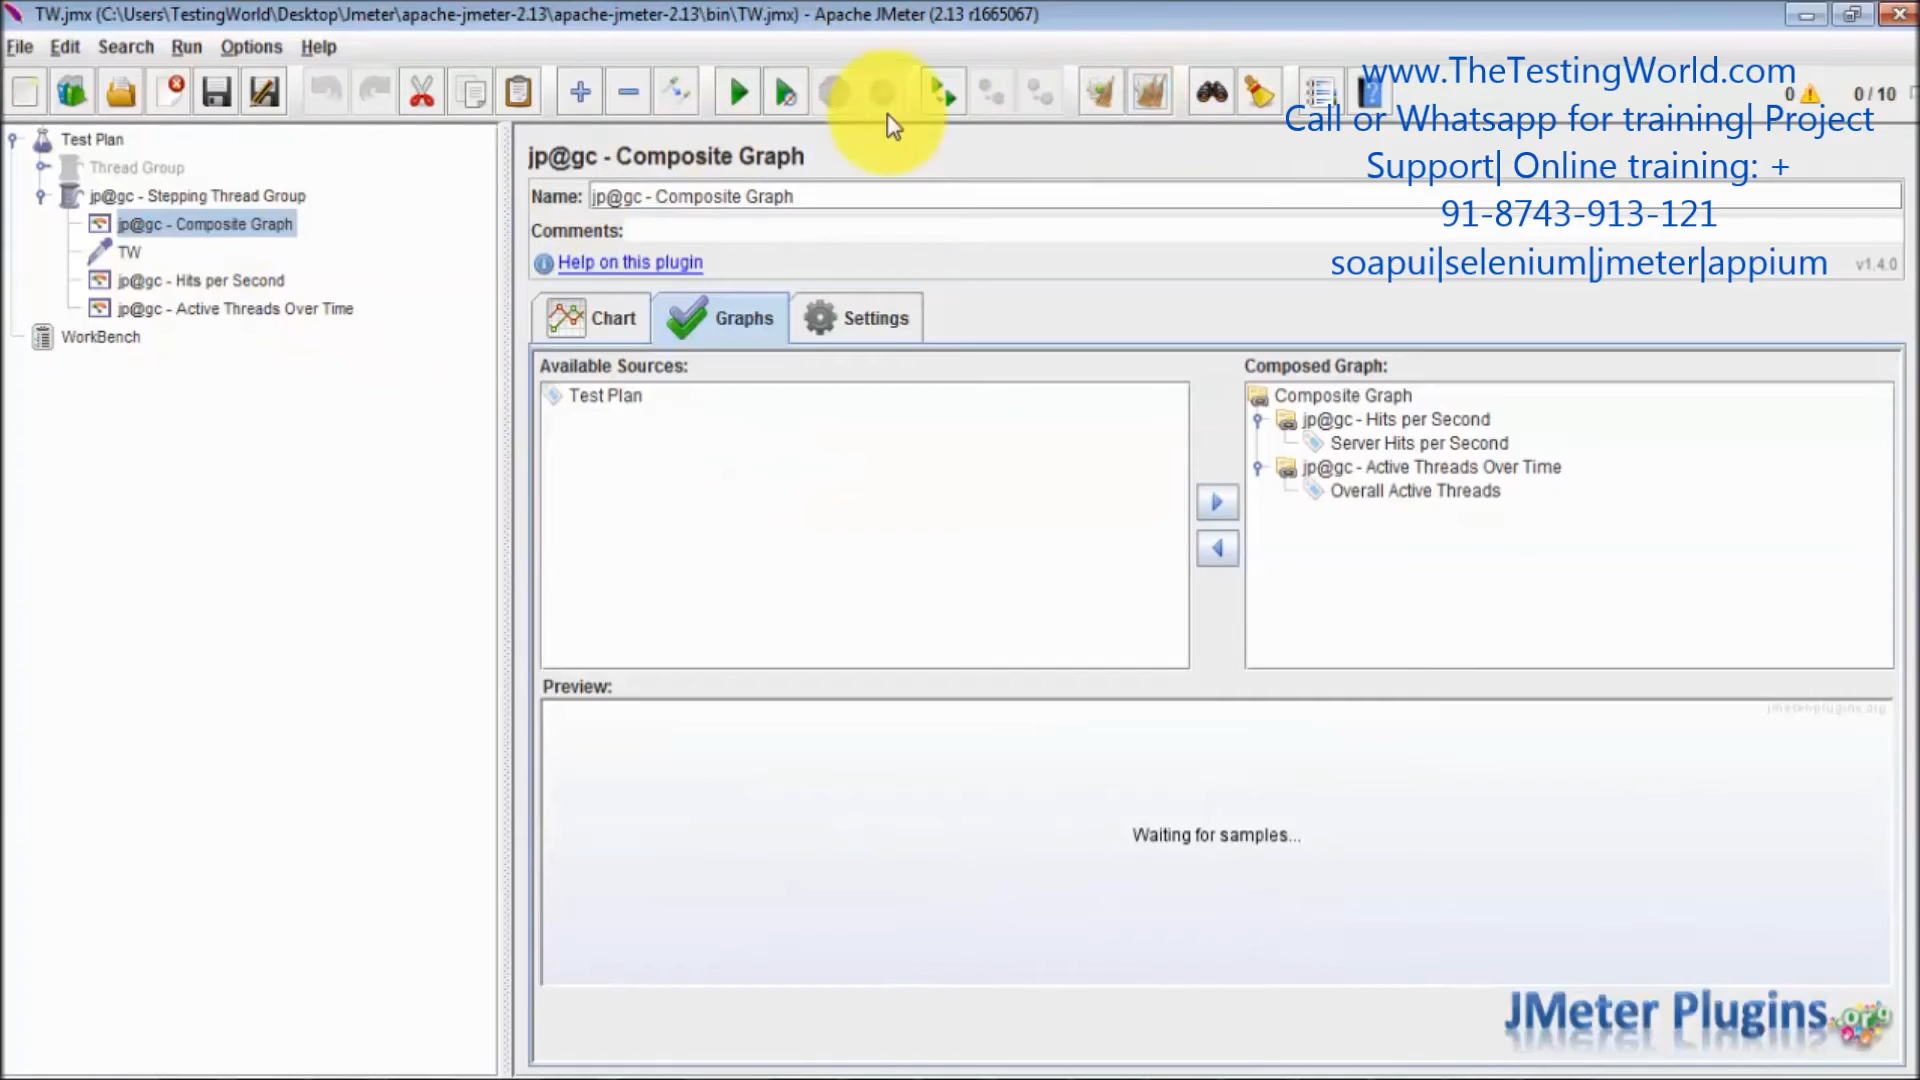 TW.jmx (C:\Users\TestingWorld\Desktop\Jmeter\apache-jmeter-2.13\apache-jmeter-2.13\bin\TW.jmx) - Apache JMeter (2.13 r1665067)
File Edit Search Run Options Help
www.TheTestingWorld.com
Call or Whatsapp for training| Project
Support| Online training: +
91-8743-913-121
soapui|selenium|jmeter|appium
0 0 / 10
Test Plan
Thread Group
jp@gc - Stepping Thread Group
jp@gc - Composite Graph
TW
jp@gc - Hits per Second
jp@gc - Active Threads Over Time
WorkBench
jp@gc - Composite Graph
Name: jp@gc - Composite Graph
Comments:
Help on this plugin
v1.4.0
Chart Graphs Settings
Available Sources:
Test Plan
Composed Graph:
Composite Graph
jp@gc - Hits per Second
Server Hits per Second
jp@gc - Active Threads Over Time
Overall Active Threads
Preview:
jmeter-plugins.org
Waiting for samples...
JMeter Plugins.org